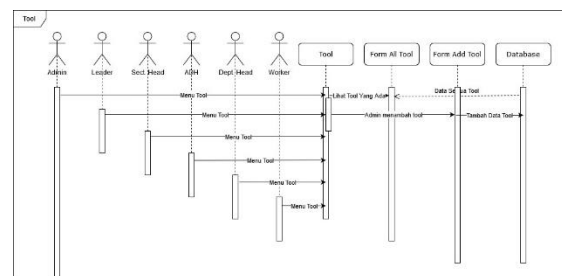 Tool
Admin
Leader
Sect. Head
ADH
Dept. Head
Worker
Tool
Form All Tool
Form Add Tool
Database
Menu Tool
Lihat Tool Yang Ada
Data Semua Tool
Menu Tool
Admin menambah tool
Tambah Data Tool
Menu Tool
Menu Tool
Menu Tool
Menu Tool